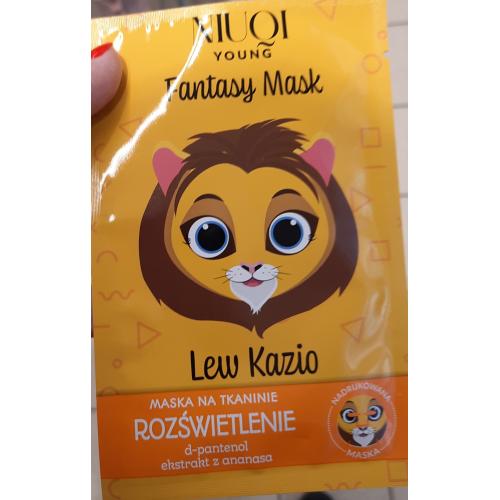 NIUQI
YOUNG
Fantasy Mask
Lew Kazio
MASKA NA TKANINIE
ROZŚWIETLENIE
d-pantenol
ekstrakt z ananasa
NADRUKOWANA
MASKA